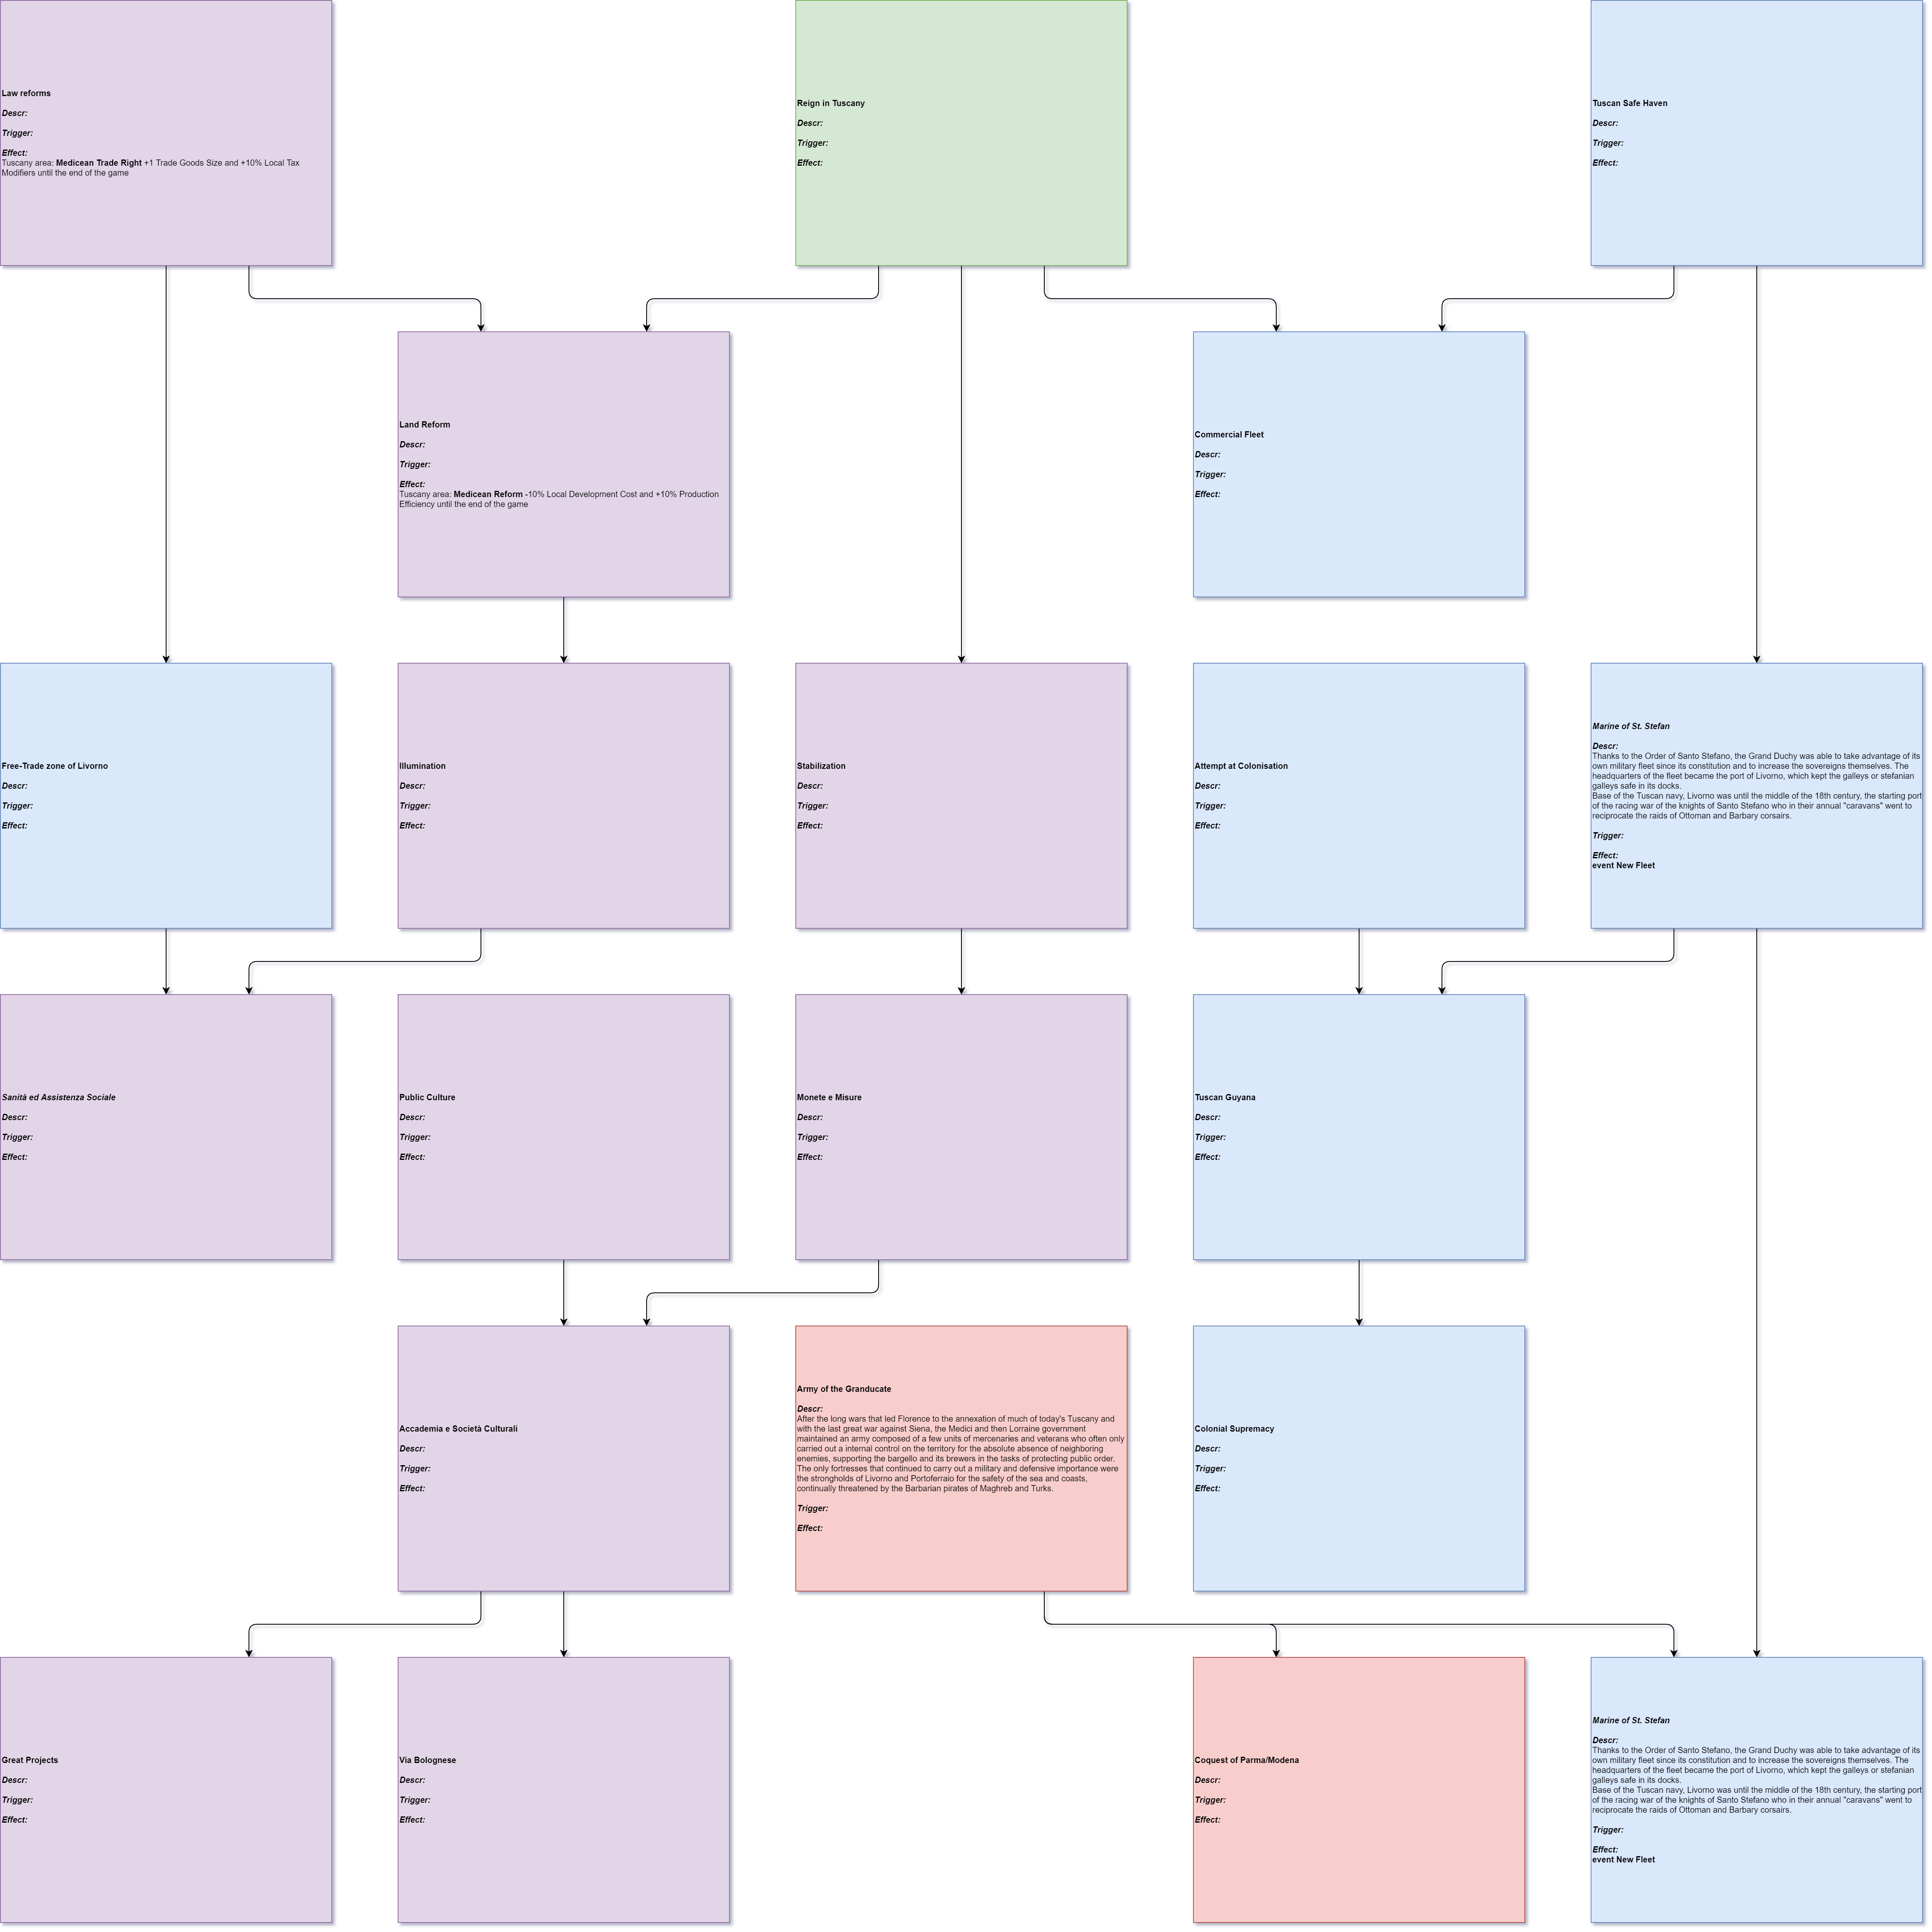 Law reforms
Descr:
Trigger:
Effect:
Tuscany area: Medicean Trade Right +1 Trade Goods Size and +10% Local Tax
Modifiers until the end of the game
Reign in Tuscany
Descr:
Trigger:
Effect:
Tuscan Safe Haven
Descr:
Trigger:
Effect:
Land Reform
Descr:
Trigger:
Effect:
Tuscany area: Medicean Reform -10% Local Development Cost and +10% Production
Efficiency until the end of the game
Commercial Fleet
Descr:
Trigger:
Effect:
Free-Trade zone of Livorno
Descr:
Trigger:
Effect:
Illumination
Descr:
Trigger:
Effect:
Stabilization
Descr:
Trigger:
Effect:
Attempt at Colonisation
Descr:
Trigger:
Effect:
Marine of St. Stefan
Descr:
Thanks to the Order of Santo Stefano, the Grand Duchy was able to take advantage of its
own military fleet since its constitution and to increase the sovereigns themselves. The
headquarters of the fleet became the port of Livorno, which kept the galleys or stefanian
galleys safe in its docks.
Base of the Tuscan navy, Livorno was until the middle of the 18th century, the starting port
of the racing war of the knights of Santo Stefano who in their annual "caravans" went to
reciprocate the raids of Ottoman and Barbary corsairs.
Trigger:
Effect:
event New Fleet
Sanità ed Assistenza Sociale
Descr:
Trigger:
Effect:
Public Culture
Descr:
Trigger:
Effect:
Monete e Misure
Descr:
Trigger:
Effect:
Tuscan Guyana
Descr:
Trigger:
Effect:
Accademia e Società Culturali
Descr:
Trigger:
Effect:
Army of the Granducate
Descr:
After the long wars that led Florence to the annexation of much of today's Tuscany and
with the last great war against Siena, the Medici and then Lorraine government
maintained an army composed of a few units of mercenaries and veterans who often only
carried out a internal control on the territory for the absolute absence of neighboring
enemies, supporting the bargello and its brewers in the tasks of protecting public order.
The only fortresses that continued to carry out a military and defensive importance were
the strongholds of Livorno and Portoferraio for the safety of the sea and coasts,
continually threatened by the Barbarian pirates of Maghreb and Turks.
Trigger:
Effect:
Colonial Supremacy
Descr:
Trigger:
Effect:
Great Projects
Descr:
Trigger:
Effect:
Via Bolognese
Descr:
Trigger:
Effect:
Coquest of Parma/Modena
Descr:
Trigger:
Effect:
Marine of St. Stefan
Descr:
Thanks to the Order of Santo Stefano, the Grand Duchy was able to take advantage of its
own military fleet since its constitution and to increase the sovereigns themselves. The
headquarters of the fleet became the port of Livorno, which kept the galleys or stefanian
galleys safe in its docks.
Base of the Tuscan navy, Livorno was until the middle of the 18th century, the starting port
of the racing war of the knights of Santo Stefano who in their annual "caravans" went to
reciprocate the raids of Ottoman and Barbary corsairs.
Trigger:
Effect:
event New Fleet